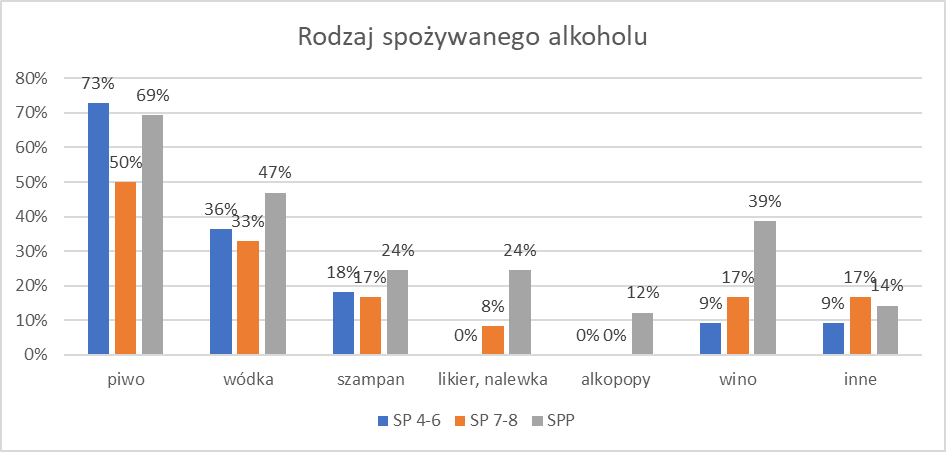 Rodzaj spożywanego alkoholu
80%
70%
60%
50%
40%
30%
20%
10%
0%
73% 50% 69%
36% 33% 47%
18% 17% 24%
0% 8% 24%
0% 0% 12%
9% 17% 39%
9% 17% 14%
piwo wódka szampan likier, nalewka alkopopy wino inne
SP 4-6 SP 7-8 SPP